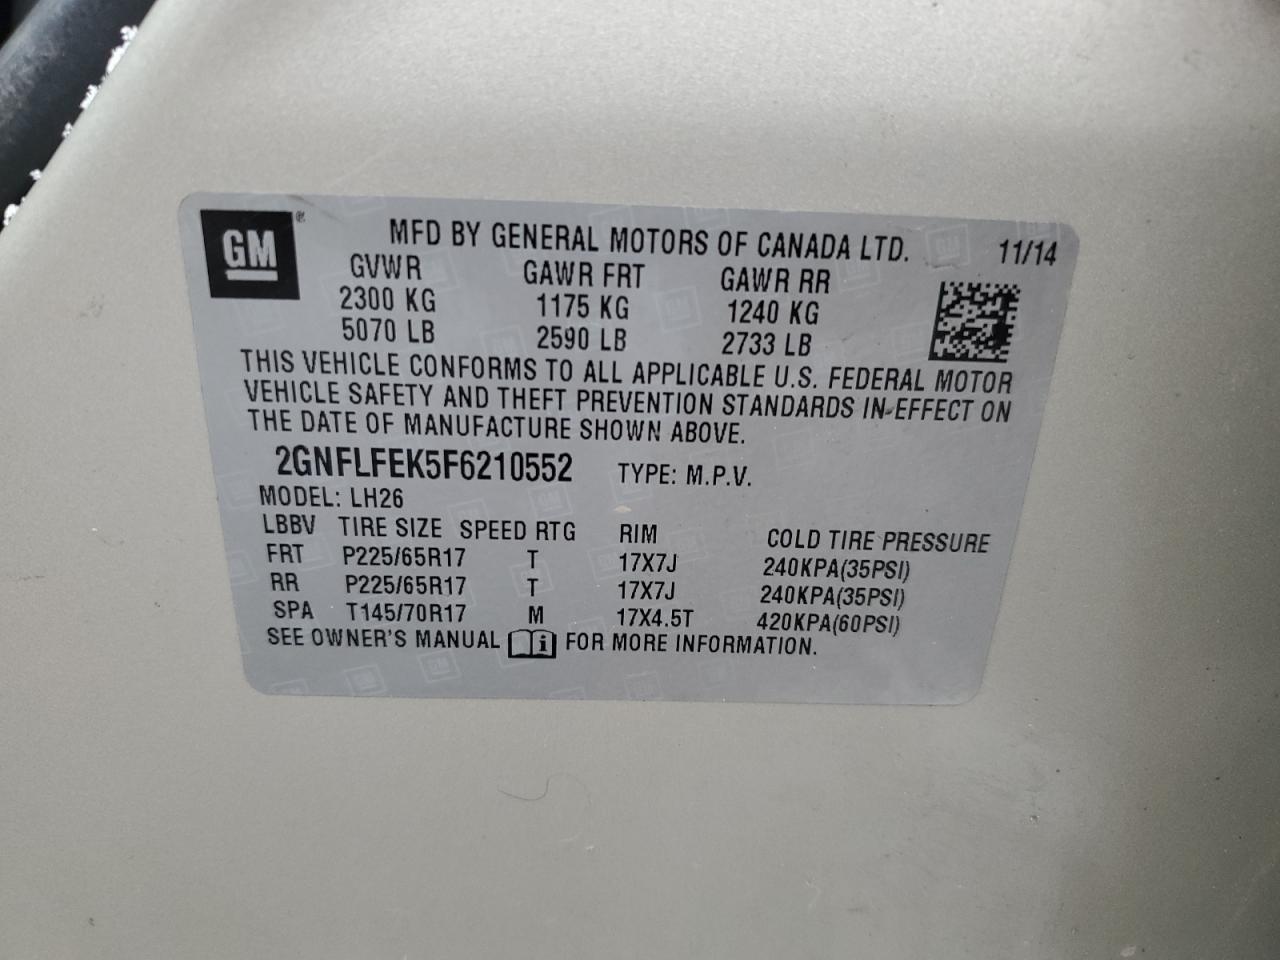 GM ®
MFD BY GENERAL MOTORS OF CANADA LTD. 11/14
GVWR GAWR FRT GAWR RR
2300 KG 1175 KG 1240 KG
5070 LB 2590 LB 2733 LB
THIS VEHICLE CONFORMS TO ALL APPLICABLE U.S. FEDERAL MOTOR
VEHICLE SAFETY AND THEFT PREVENTION STANDARDS IN EFFECT ON
THE DATE OF MANUFACTURE SHOWN ABOVE.
2GNFLFEK5F6210552 TYPE: M.P.V.
MODEL: LH26
LBBV TIRE SIZE SPEED RTG RIM COLD TIRE PRESSURE
FRT P225/65R17 T 17X7J 240KPA(35PSI)
RR P225/65R17 T 17X7J 240KPA(35PSI)
SPA T145/70R17 M 17X4.5T 420KPA(60PSI)
SEE OWNER'S MANUAL i FOR MORE INFORMATION.